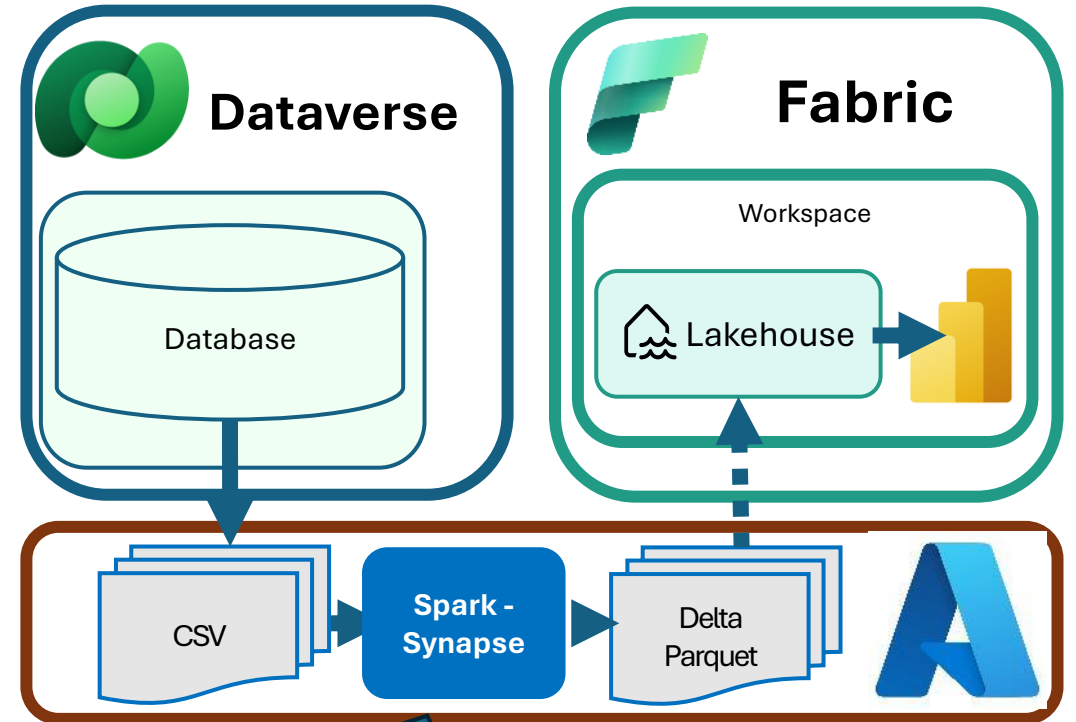 Dataverse
Fabric
Workspace
Database
Lakehouse
CSV
Spark -
Synapse
Delta
Parquet